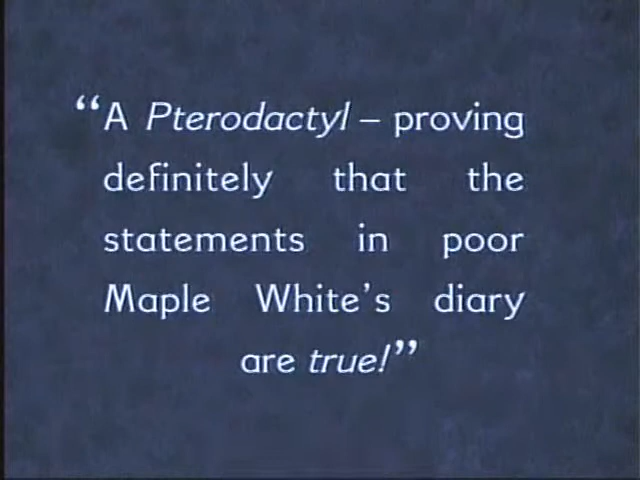 “A Pterodactyl – proving
definitely that the
statements in poor
Maple White’s diary
are true!”